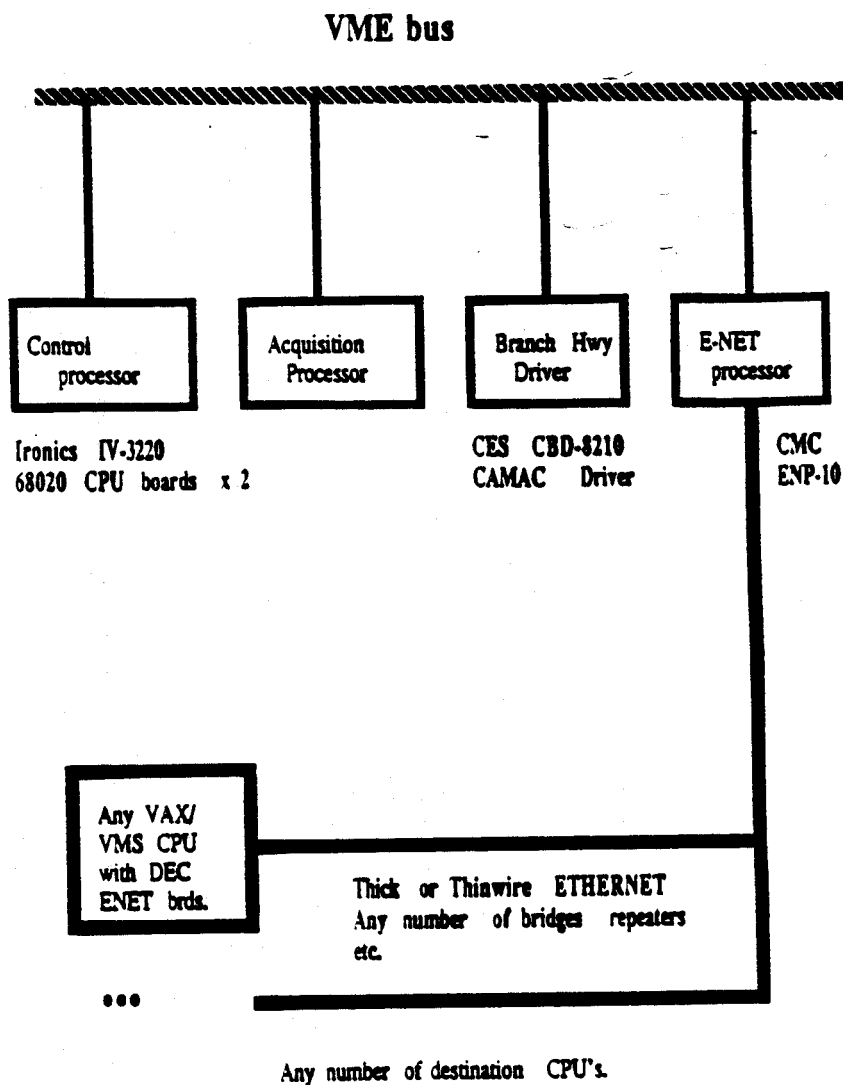 VME bus
Control
processor
Acquisition
Processor
Branch Hwy
Driver
E-NET
processor
Ironics IV-3220
68020 CPU boards x 2
CES CBD-8210
CAMAC Driver
CMC
ENP-10
Any VAX/
VMS CPU
with DEC
ENET brds.
Thick or Thinwire ETHERNET
Any number of bridges repeaters
etc.
•••
Any number of destination CPU's.